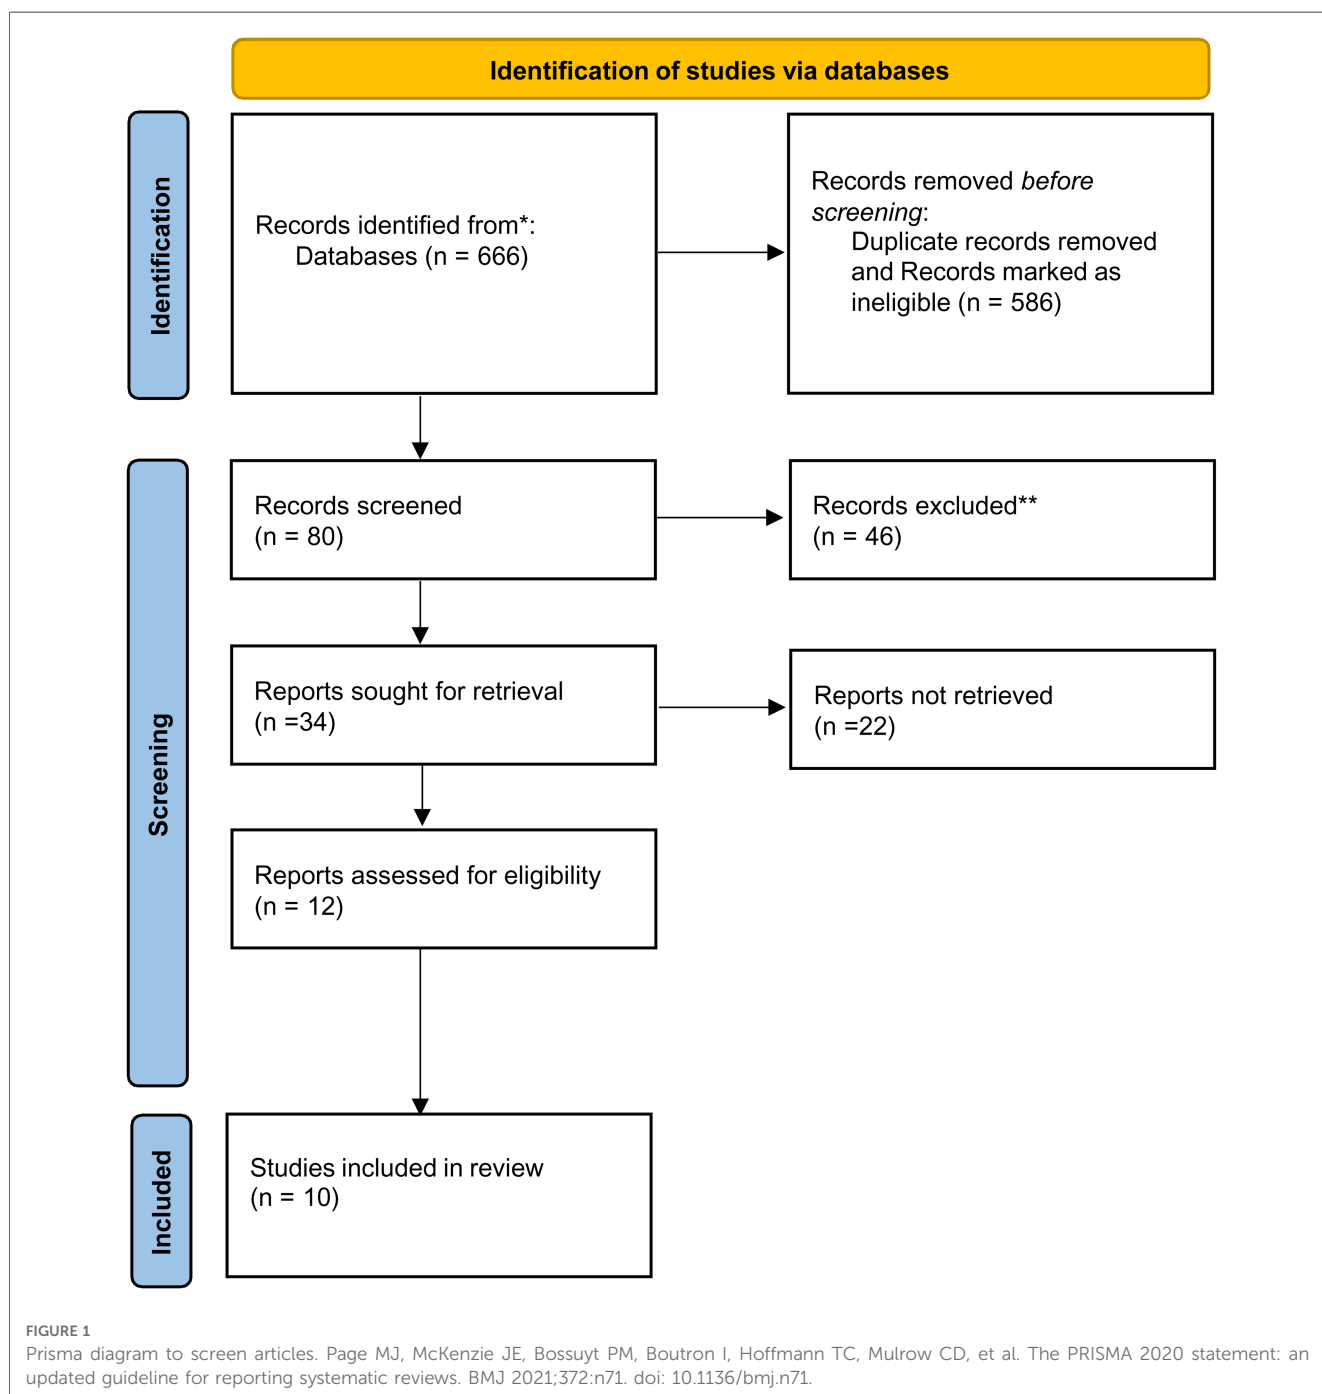 Identification of studies via databases
Identification
Records identified from*:
Databases (n = 666)
Records removed before
screening:
Duplicate records removed
and Records marked as
ineligible (n = 586)
Screening
Records screened
(n = 80)
Records excluded**
(n = 46)
Reports sought for retrieval
(n =34)
Reports not retrieved
(n =22)
Reports assessed for eligibility
(n = 12)
Included
Studies included in review
(n = 10)
FIGURE 1
Prisma diagram to screen articles. Page MJ, McKenzie JE, Bossuyt PM, Boutron I, Hoffmann TC, Mulrow CD, et al. The PRISMA 2020 statement: an
updated guideline for reporting systematic reviews. BMJ 2021;372:n71. doi: 10.1136/bmj.n71.